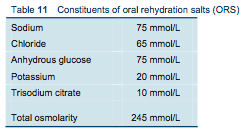 Table 11 Constituents of oral rehydration salts (ORS)
Sodium 75 mmol/L
Chloride 65 mmol/L
Anhydrous glucose 75 mmol/L
Potassium 20 mmol/L
Trisodium citrate 10 mmol/L
Total osmolarity 245 mmol/L